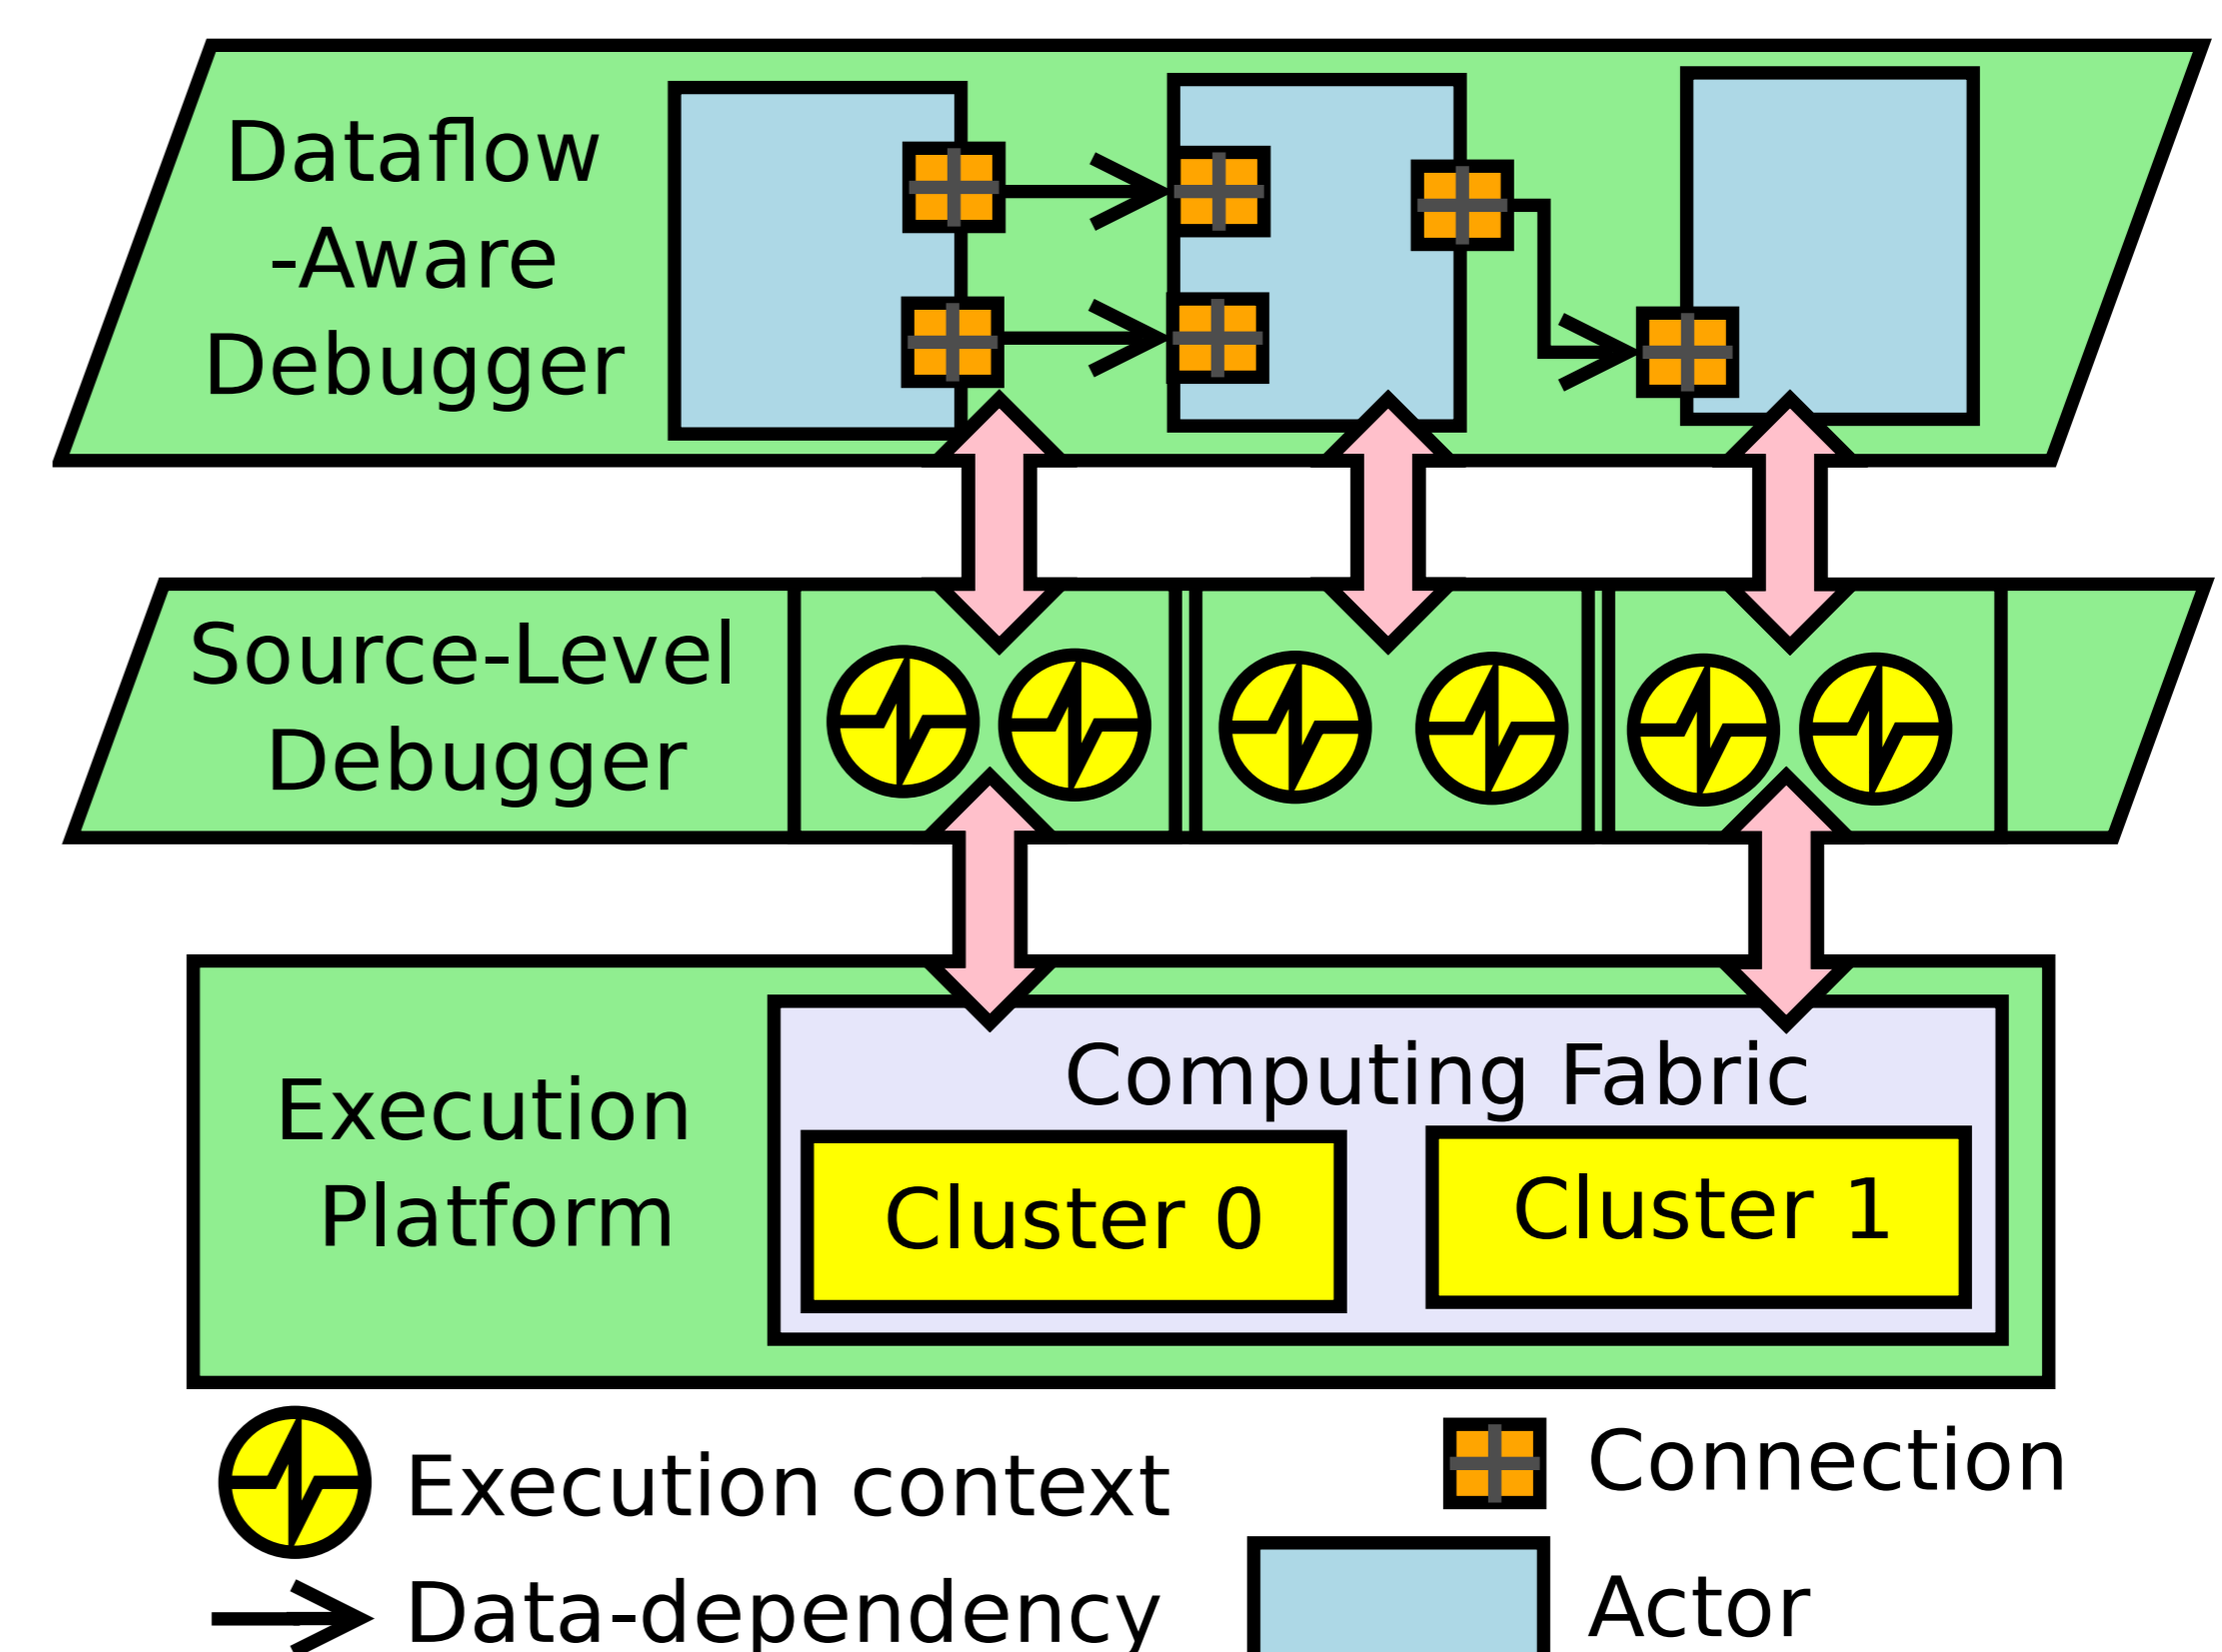 Dataflow
-Aware
Debugger
Source-Level
Debugger
Execution
Platform
Computing Fabric
Cluster 0
Cluster 1
Execution context
Connection
Data-dependency
Actor